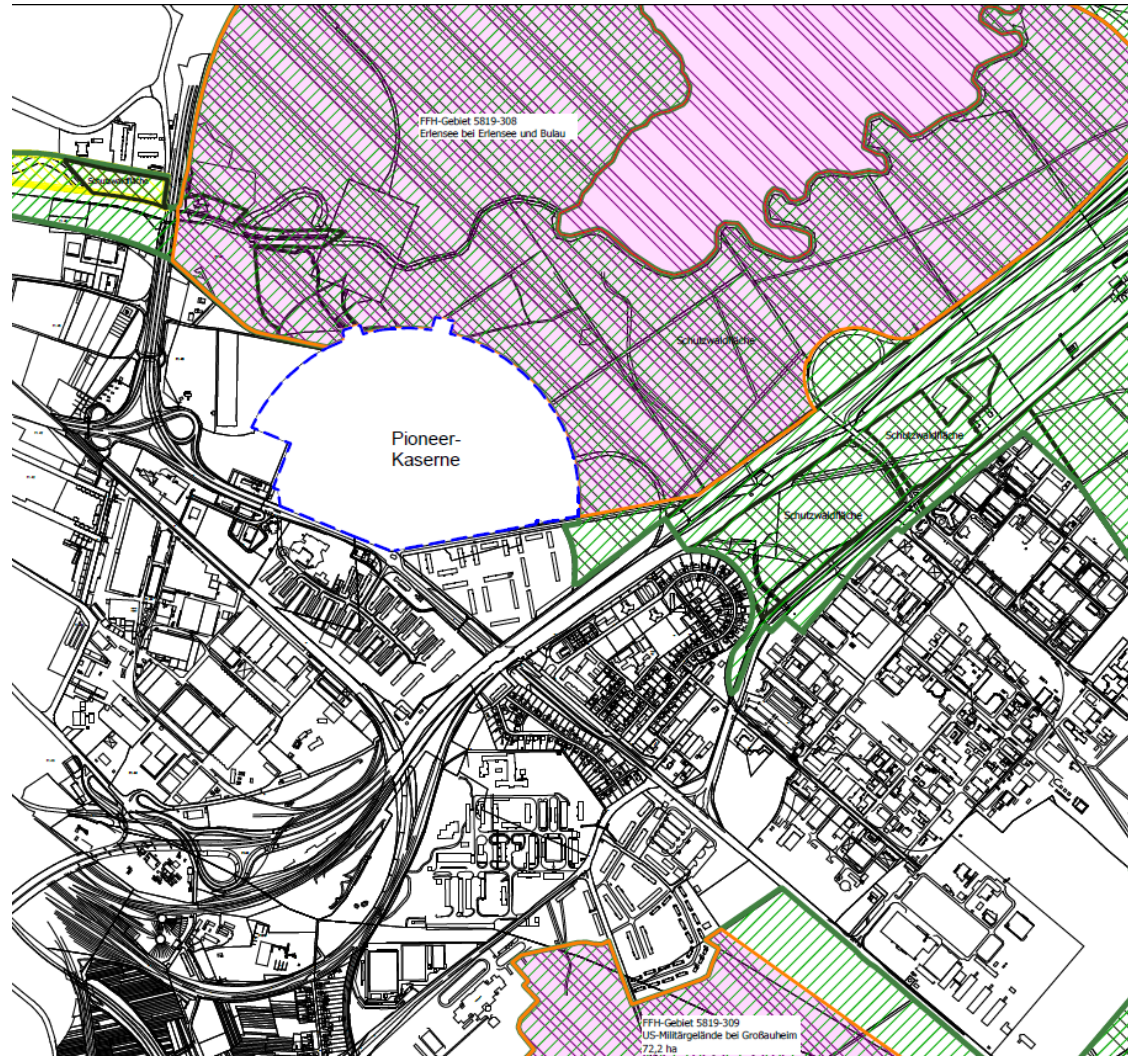 FFH-Gebiet 5819-308
Erlensee bei Erlensee und Bulau
Schutzwaldfläche
Schutzwaldfläche
Pioneer-
Kaserne
Schutzwaldfläche
Schutzwaldfläche
FFH-Gebiet 5819-309
US-Militärgelände bei Großauheim
72,2 ha